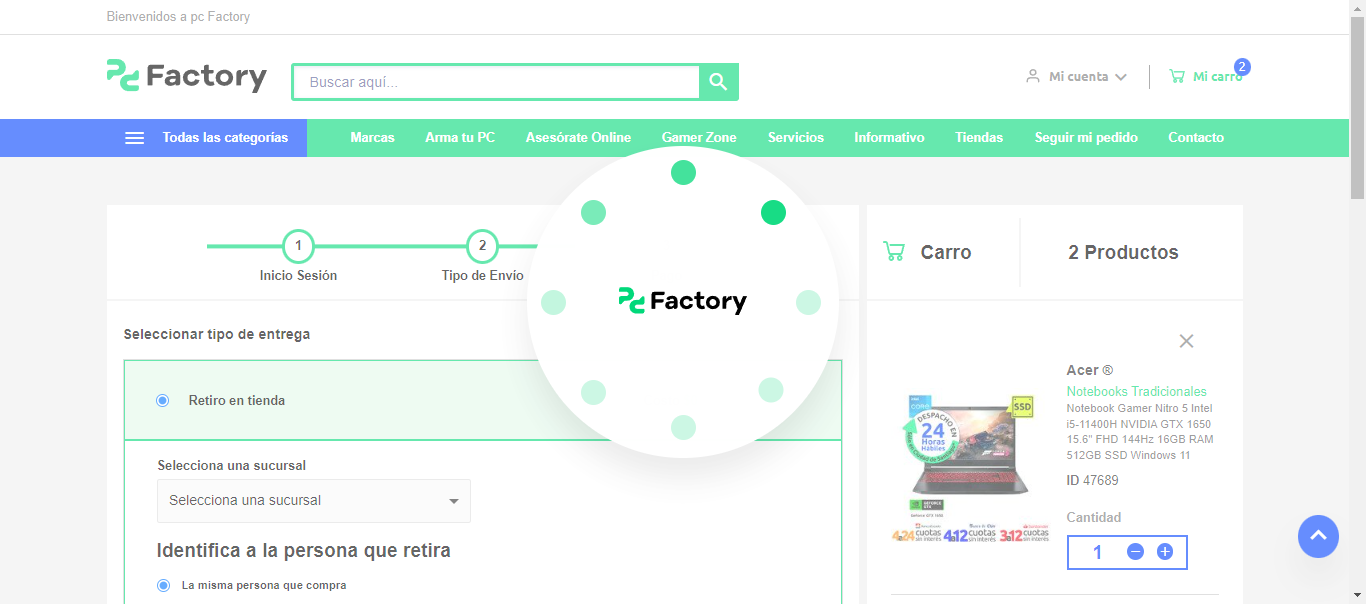 Bienvenidos a pc Factory
Factory
Buscar aquí...
Mi cuenta
Mi carro
2
Todas las categorías
Marcas
Arma tu PC
Asesórate Online
Gamer Zone
Servicios
Informativo
Tiendas
Seguir mi pedido
Contacto
1
2
Inicio Sesión
Tipo de Envío
Factory
Seleccionar tipo de entrega
Retiro en tienda
Selecciona una sucursal
Selecciona una sucursal
Identifica a la persona que retira
La misma persona que compra
Carro
2 Productos
SSD
DESPACHO EN
24
Horas
Hábiles
4a24 cuotas
sin interés
4a12 cuotas
sin interés
3a12 cuotas
sin interés
Acer ®
Notebooks Tradicionales
Notebook Gamer Nitro 5 Intel
i5-11400H NVIDIA GTX 1650
15.6" FHD 144Hz 16GB RAM
512GB SSD Windows 11
ID 47689
Cantidad
1